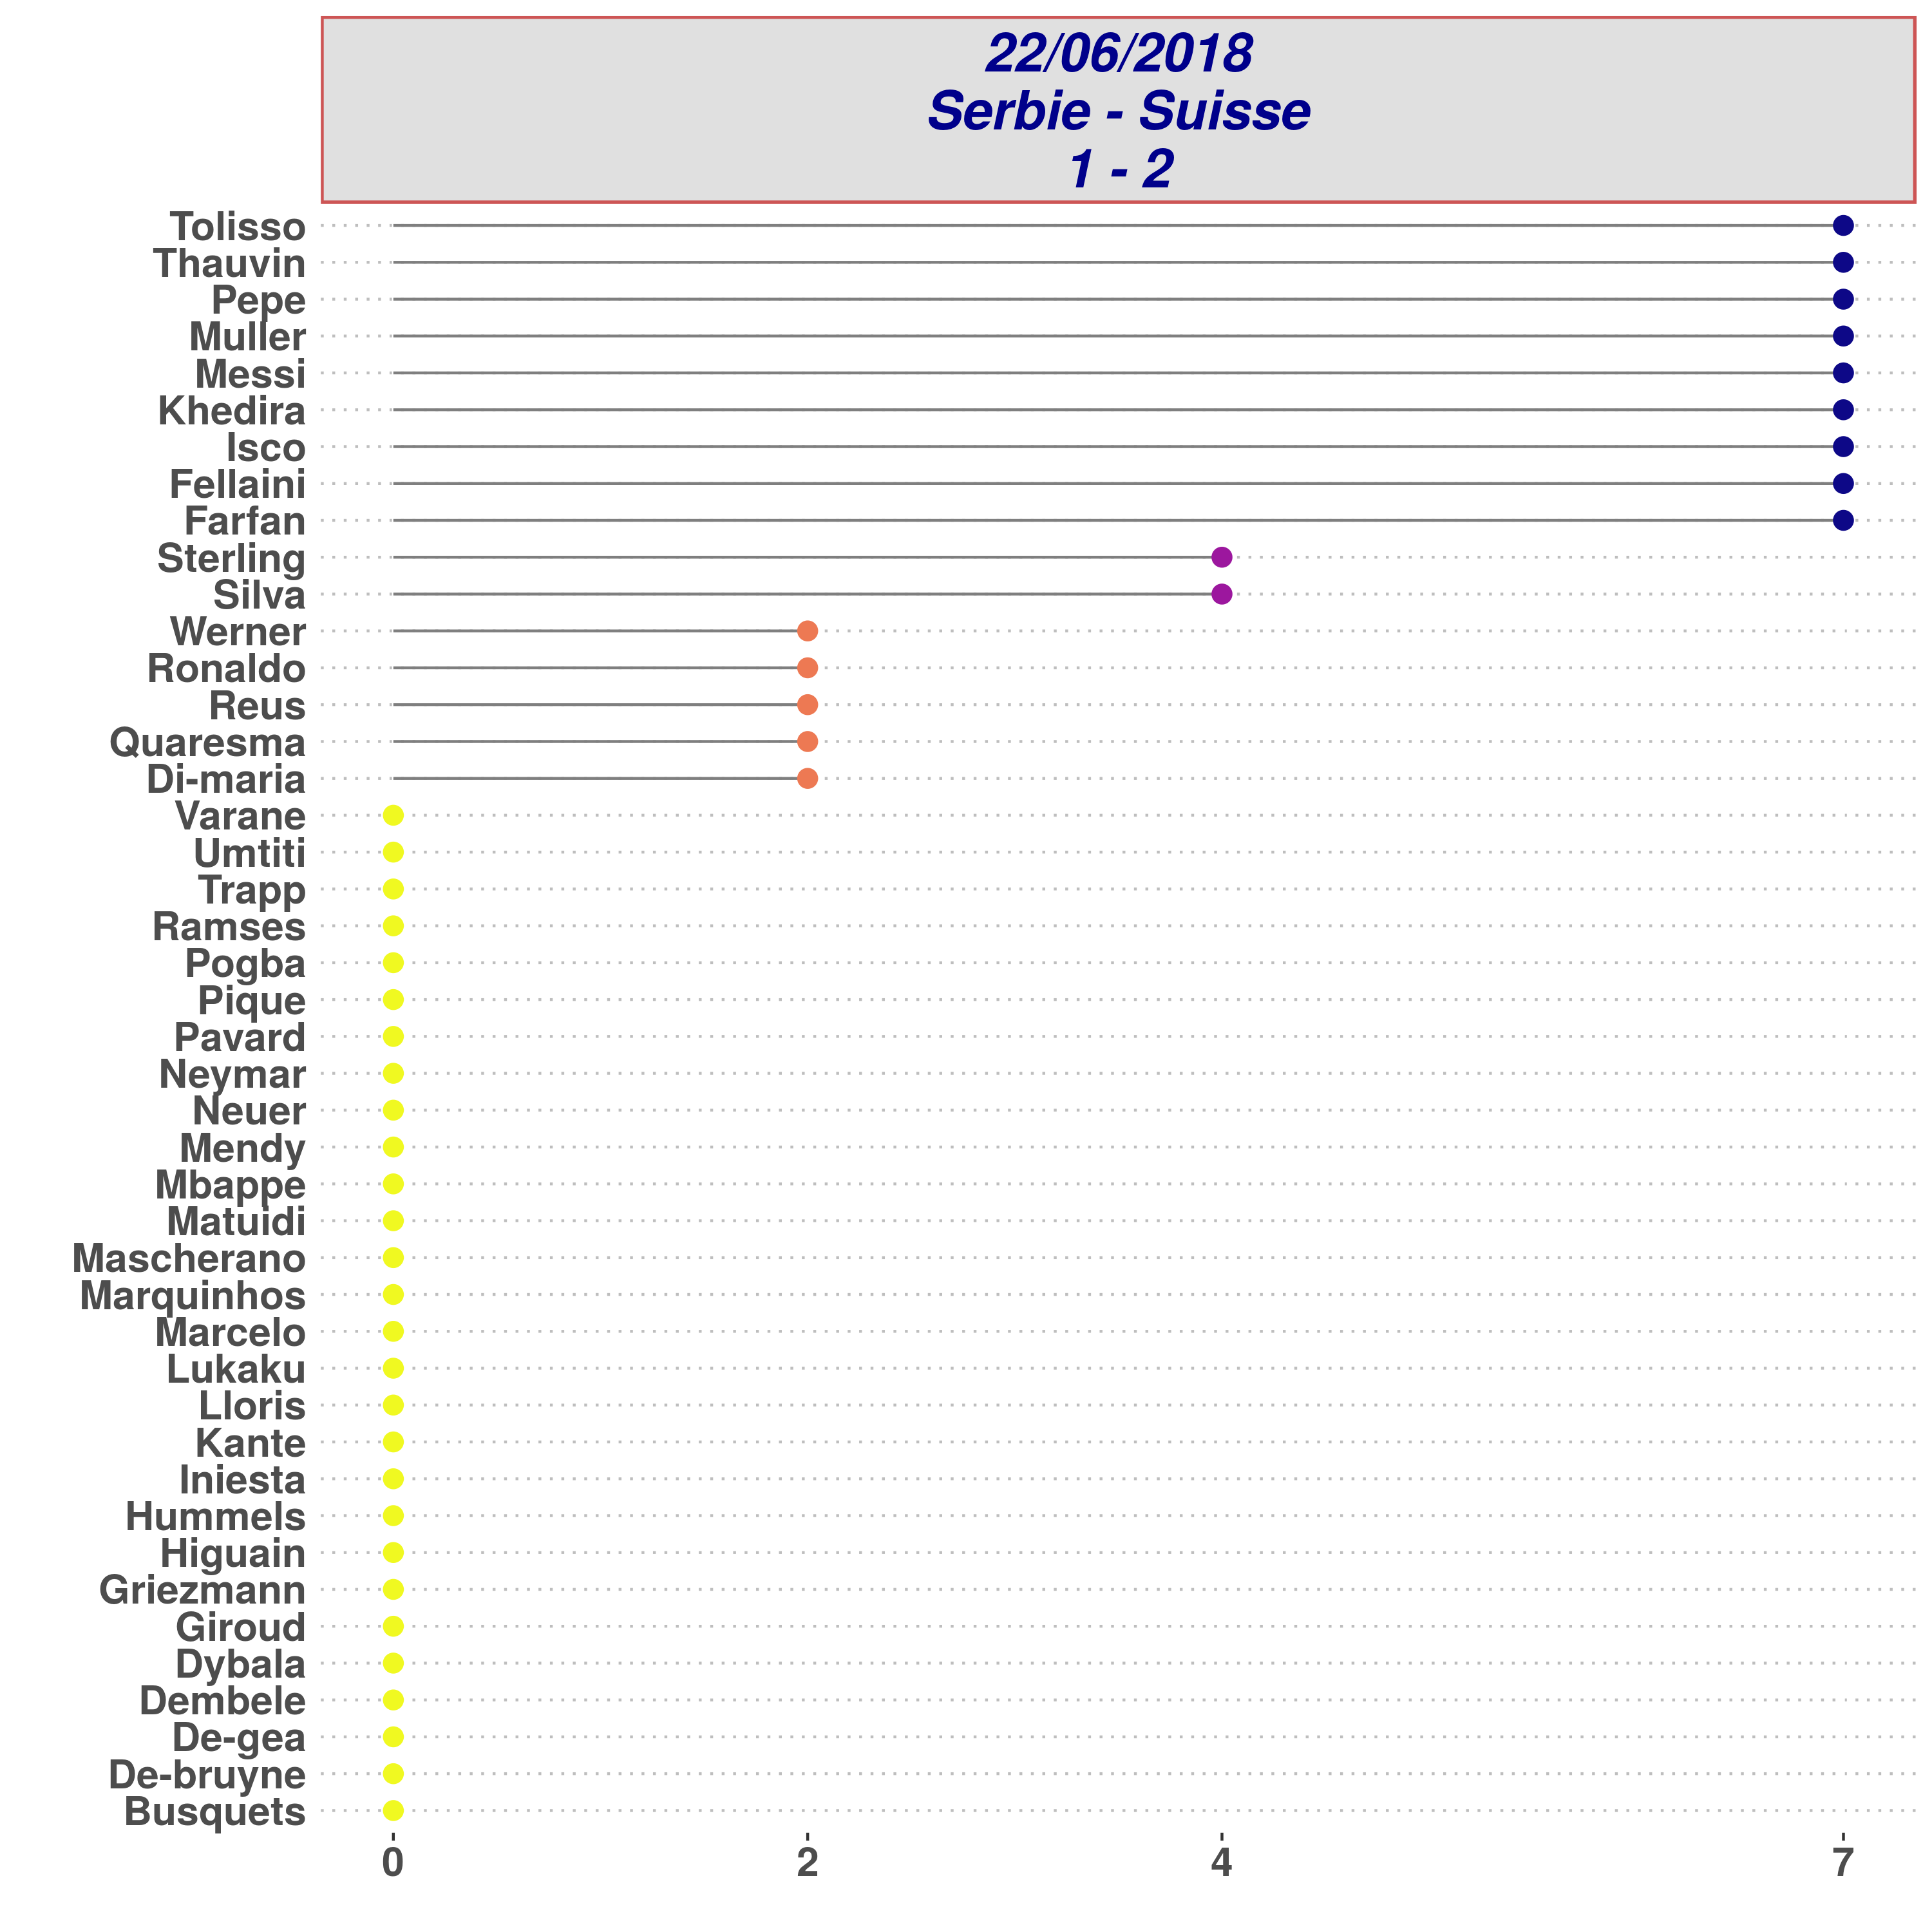 22/06/2018
Serbie - Suisse
1 - 2
Tolisso
Thauvin
Pepe
Muller
Messi
Khedira
Isco
Fellaini
Farfan
Sterling
Silva
Werner
Ronaldo
Reus
Quaresma
Di-maria
Varane
Umtiti
Trapp
Ramses
Pogba
Pique
Pavard
Neymar
Neuer
Mendy
Mbappe
Matuidi
Mascherano
Marquinhos
Marcelo
Lukaku
Lloris
Kante
Iniesta
Hummels
Higuain
Griezmann
Giroud
Dybala
Dembele
De-gea
De-bruyne
Busquets
0 2 4 7